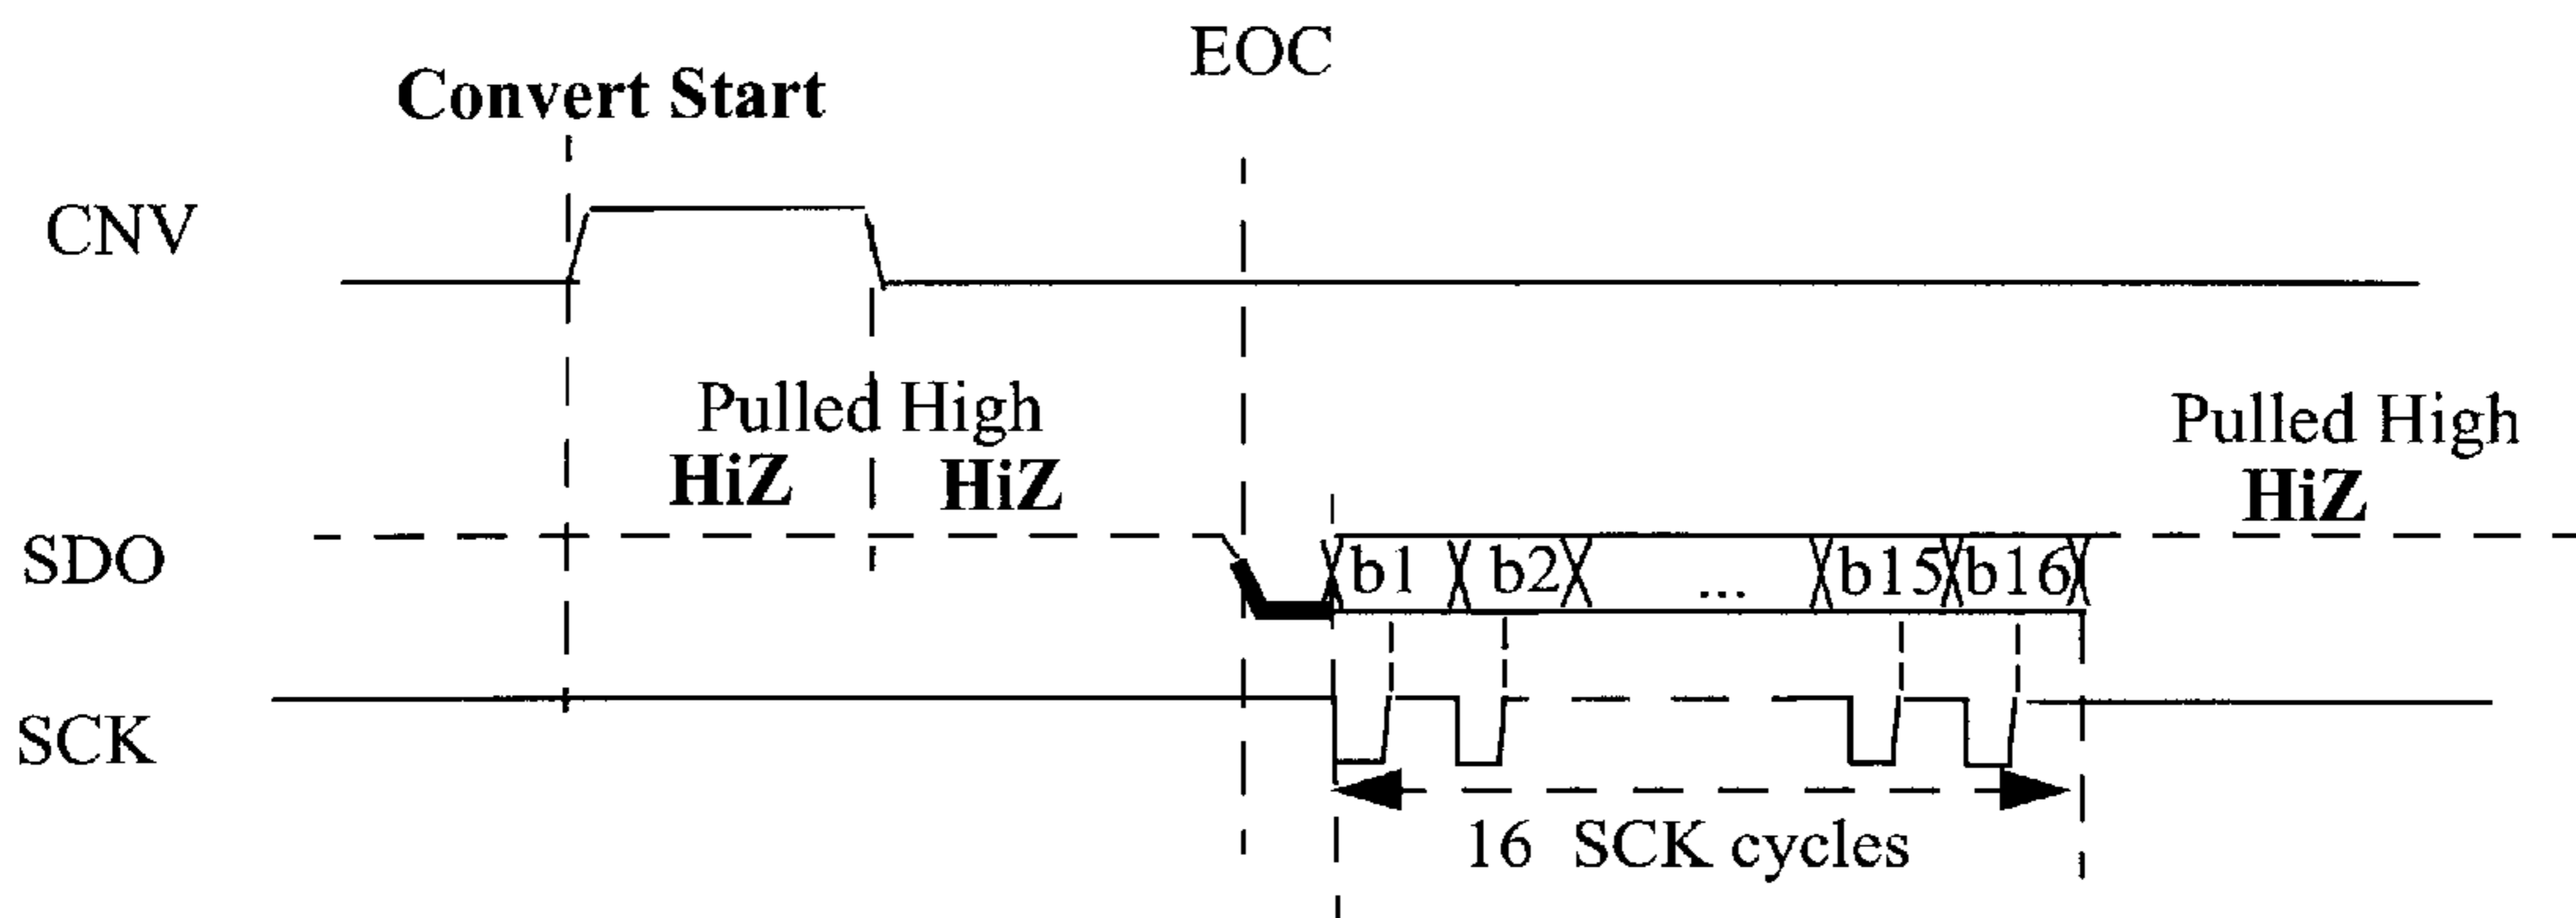 EOC
Convert Start
CNV
Pulled High
HiZ HiZ
Pulled High
HiZ
SDO
b1 b2 ... b15 b16
SCK
16 SCK cycles